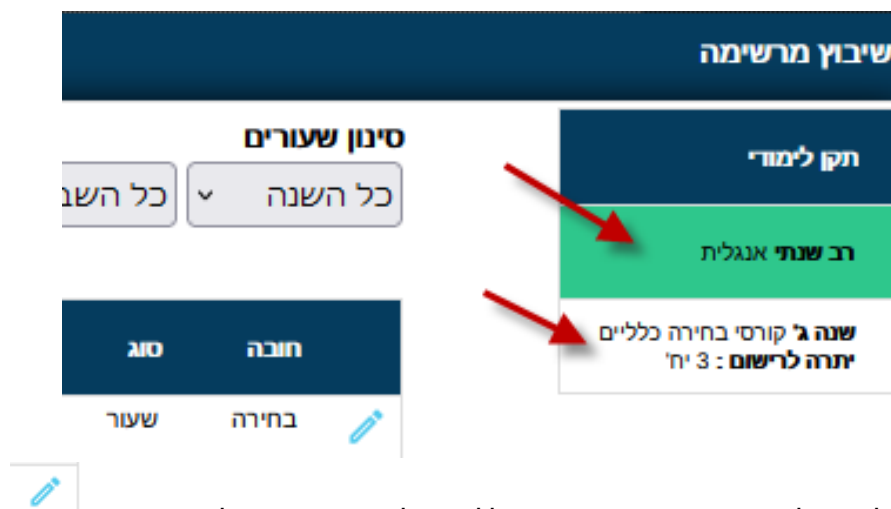 שיבוץ מרשימה
תקן לימודי
רב שנתי אנגלית
שנה ג' קורסי בחירה כלליים
יתרה לרישום : 3 יח'
סינון שעורים
כל השנה
כל
חובה
סוג
בחירה
שעור